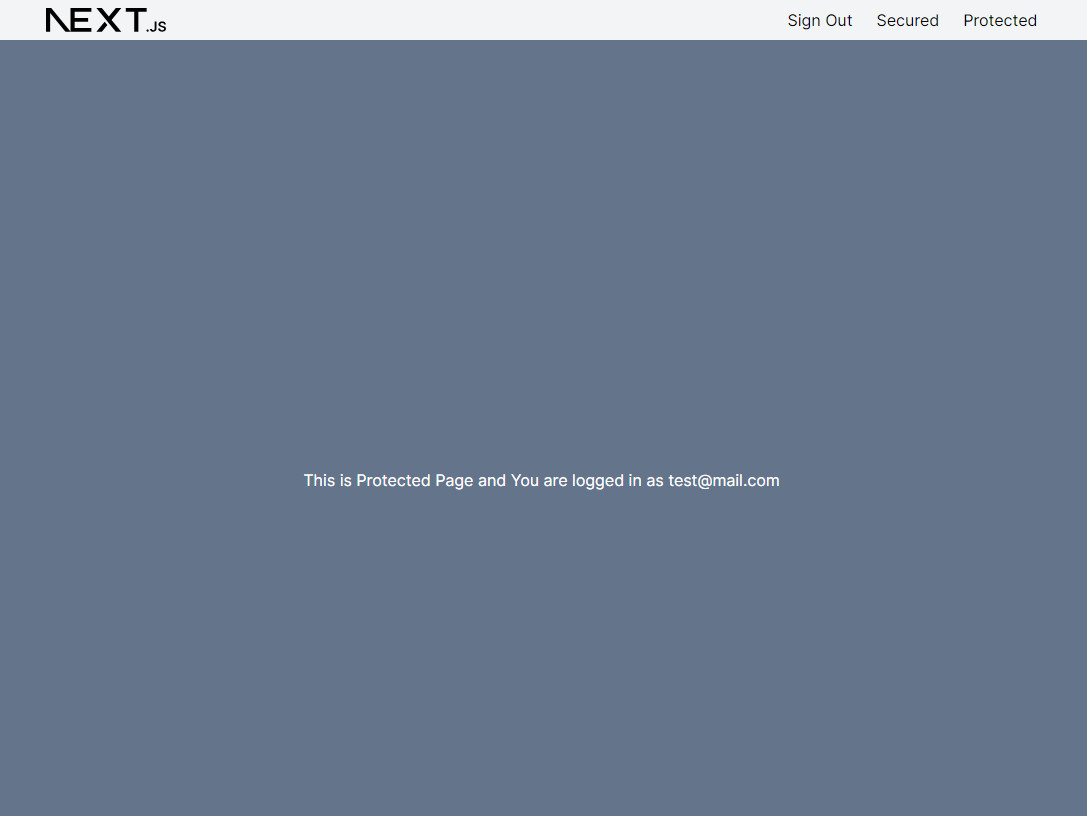 NEXT.JS
Sign Out Secured Protected
This is Protected Page and You are logged in as test@mail.com